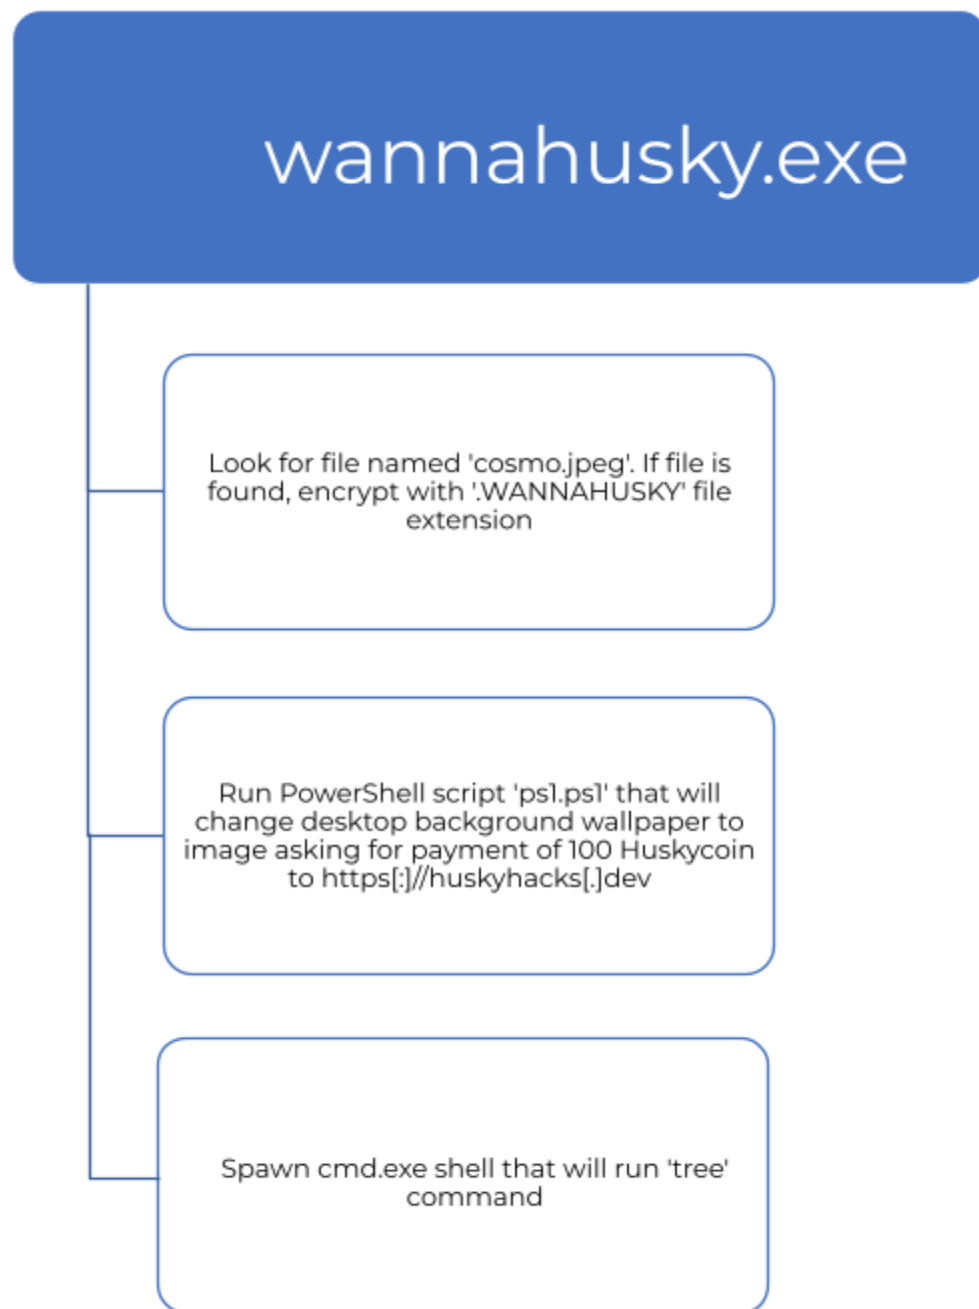 wannahusky.exe
Look for file named 'cosmo.jpeg'. If file is
found, encrypt with '.WANNAHUSKY' file
extension
Run PowerShell script 'ps1.ps1' that will
change desktop background wallpaper to
image asking for payment of 100 Huskycoin
to https[:]//huskyhacks[.]dev
Spawn cmd.exe shell that will run 'tree'
command